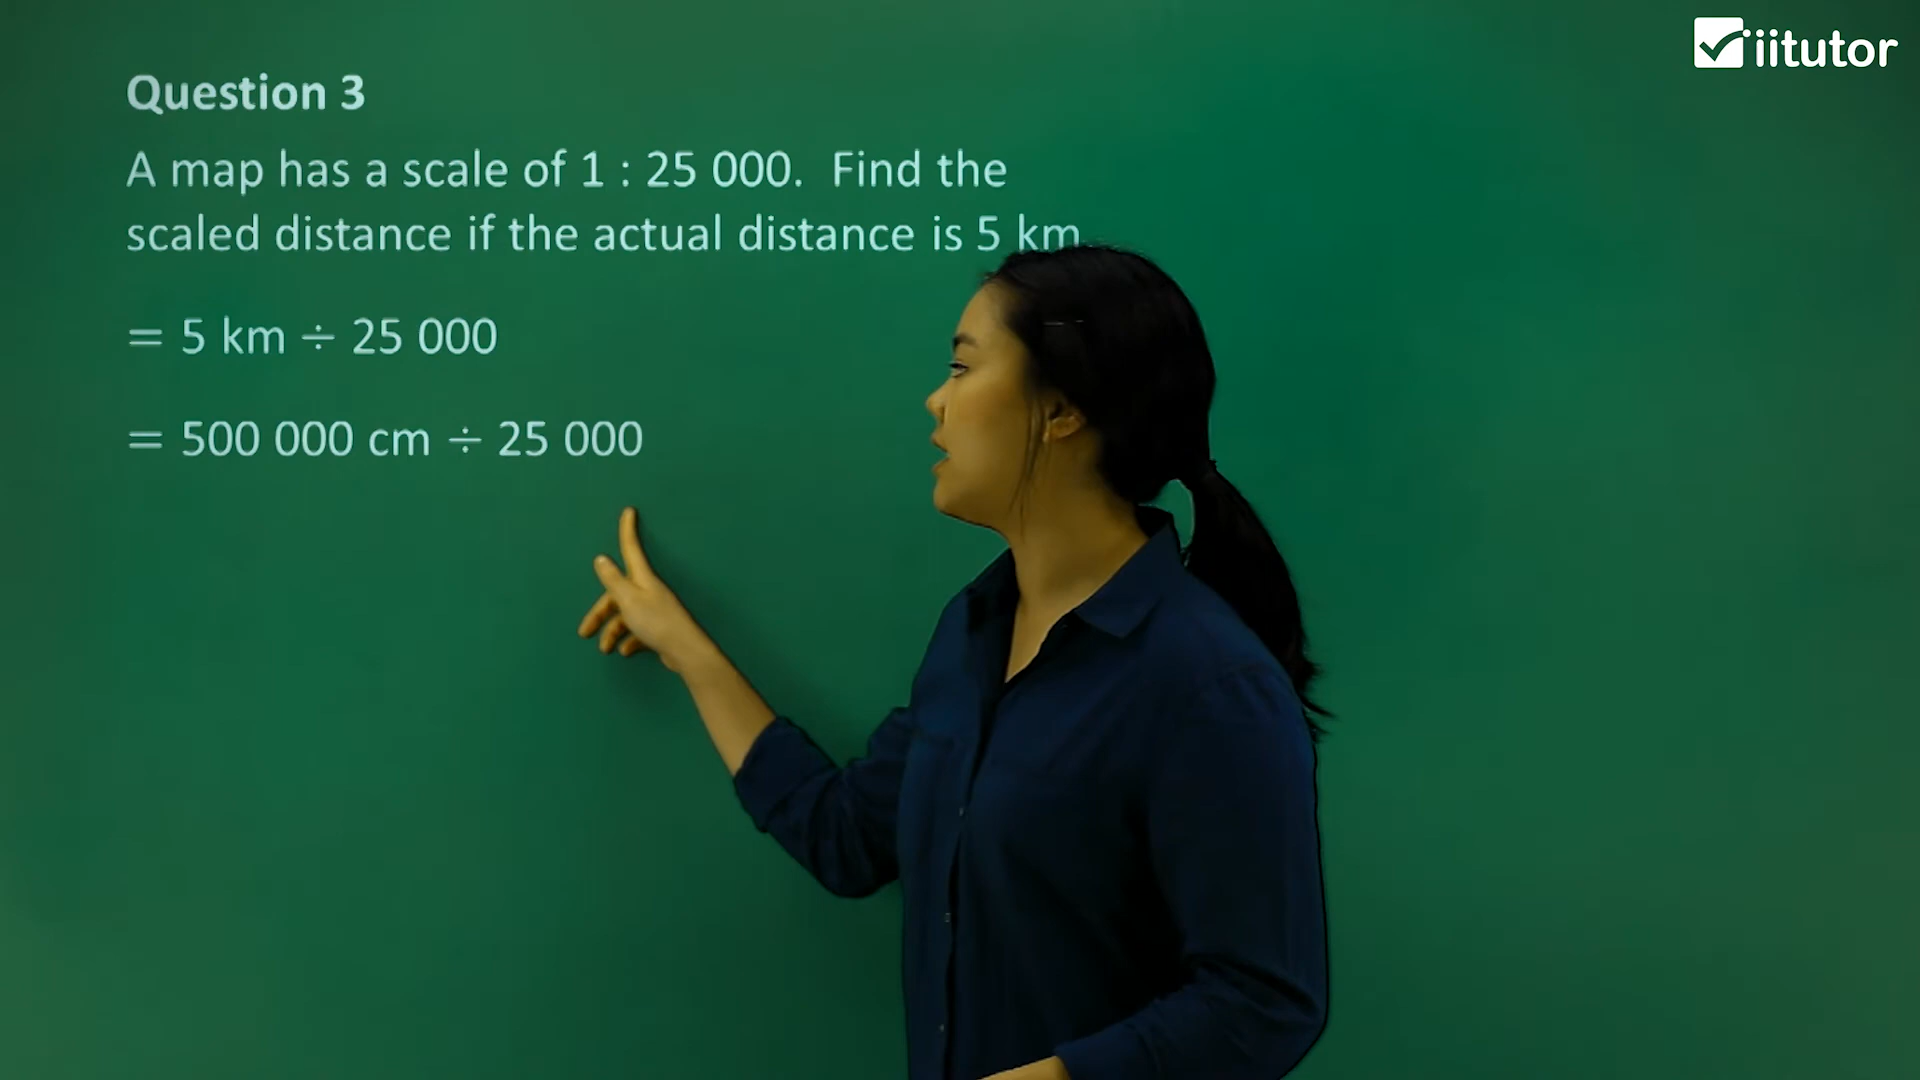 iitutor
Question 3
A map has a scale of 1 : 25 000. Find the
scaled distance if the actual distance is 5 km
= 5 km ÷ 25 000
= 500 000 cm ÷ 25 000